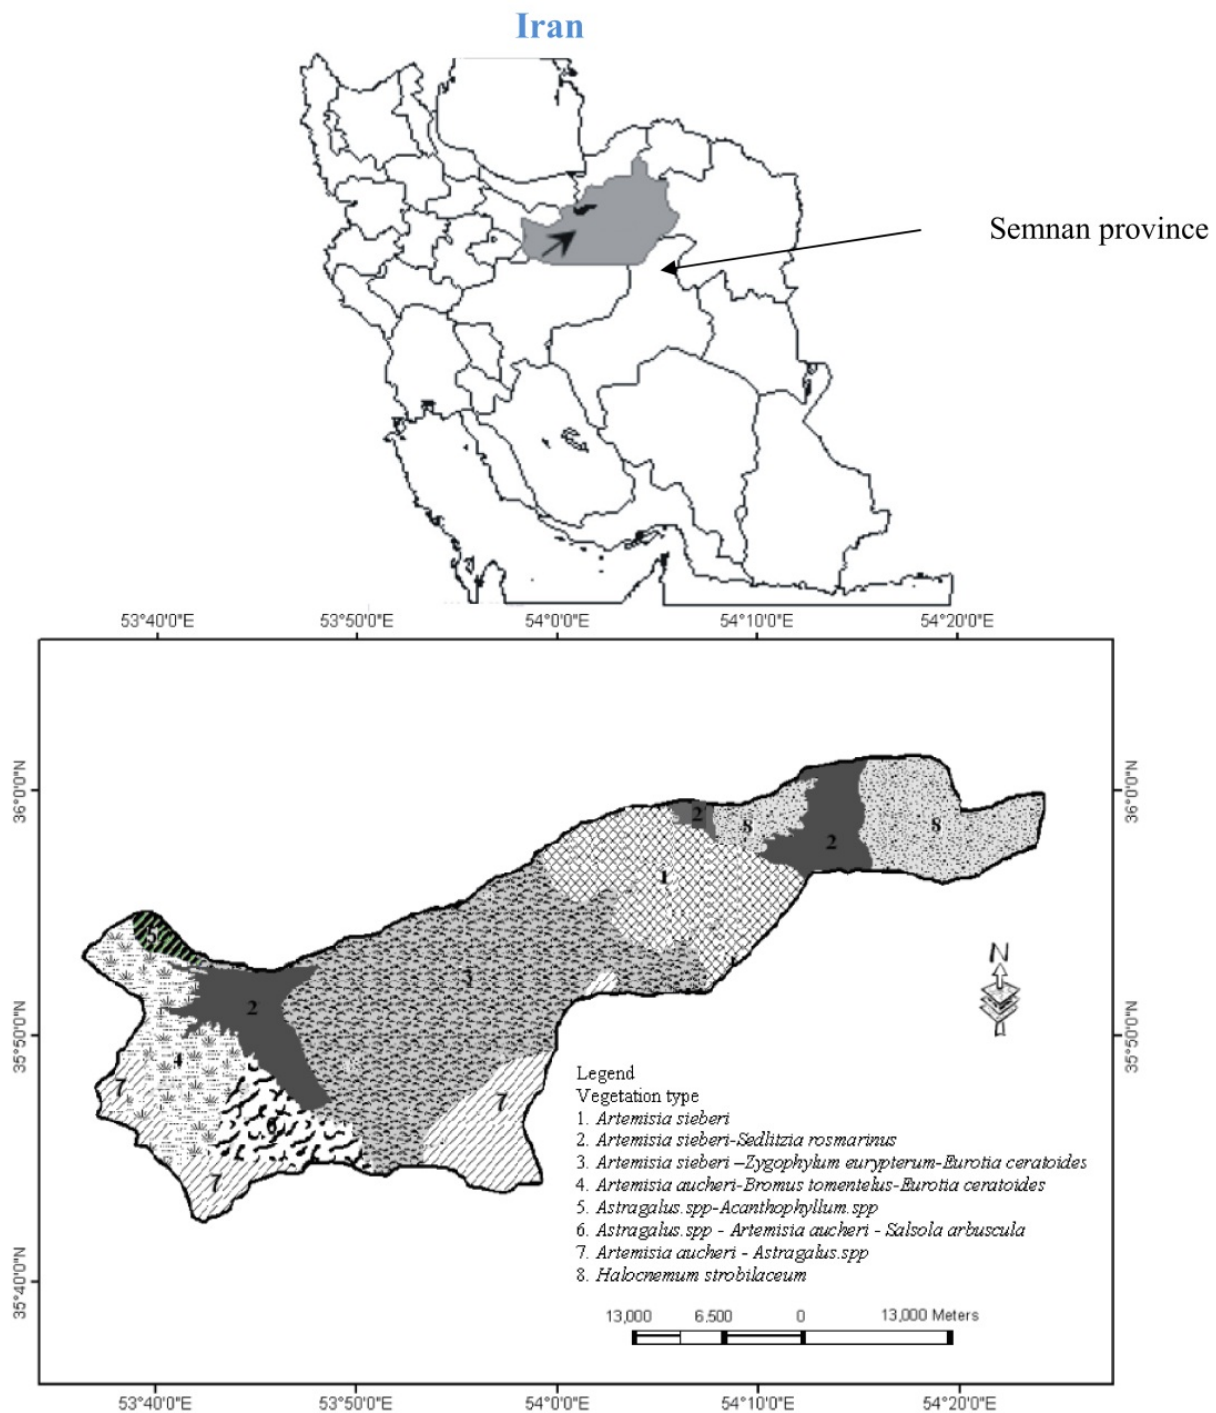 Iran
Semnan province
53°40'0"E 53°50'0"E 54°0'0"E 54°10'0"E 54°20'0"E
36°0'0"N 36°0'0"N
2 8 8
2
1
5
3
2
35°50'0"N 35°50'0"N
N
4
7 7
6
7
Legend
Vegetation type
1. Artemisia sieberi
2. Artemisia sieberi-Sedlitzia rosmarinus
3. Artemisia sieberi –Zygophylum eurypterum-Eurotia ceratoides
4. Artemisia aucheri-Bromus tomentelus-Eurotia ceratoides
5. Astragalus.spp-Acanthophyllum.spp
6. Astragalus.spp - Artemisia aucheri - Salsola arbuscula
7. Artemisia aucheri - Astragalus.spp
8. Halocnemum strobilaceum
35°40'0"N 35°40'0"N
13,000 6,500 0 13,000 Meters
53°40'0"E 53°50'0"E 54°0'0"E 54°10'0"E 54°20'0"E